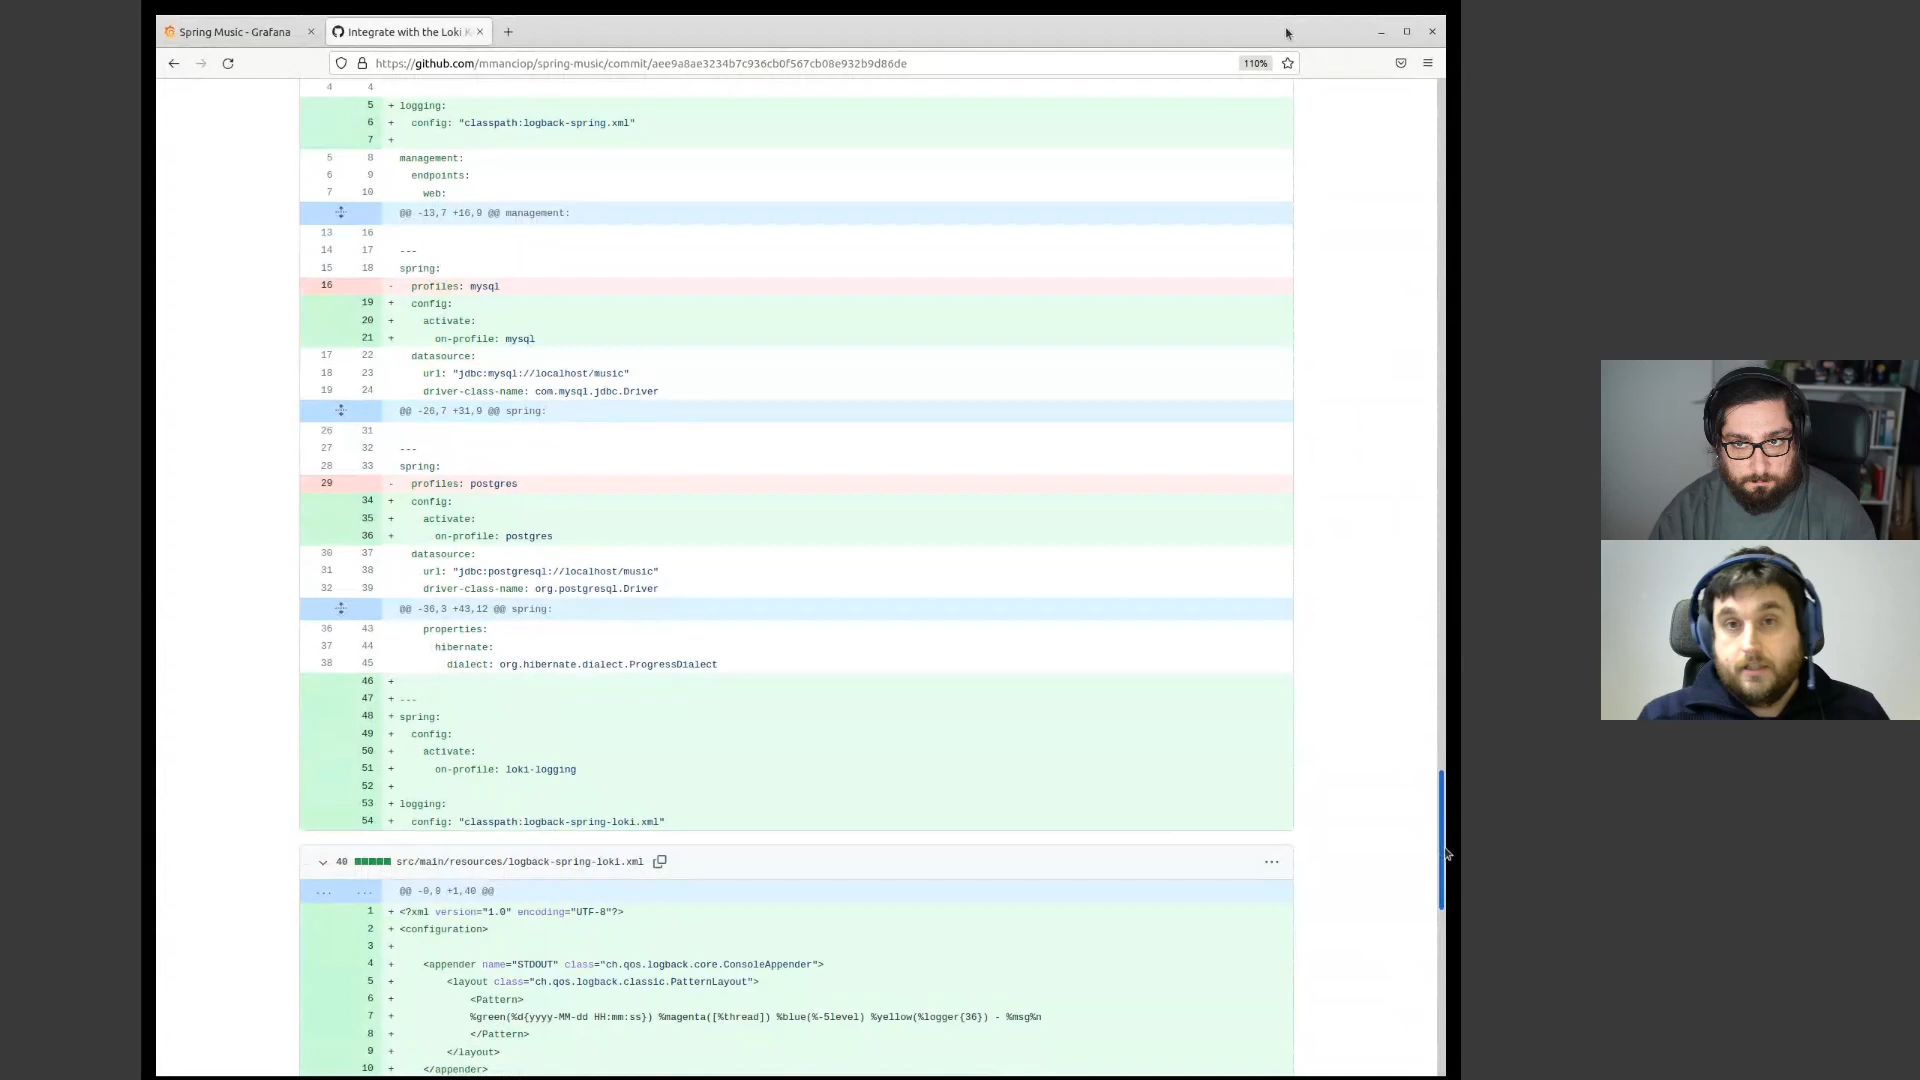 Spring Music - Grafana
Integrate with the Loki
https://github.com/mmanciop/spring-music/commit/aee9a8ae3234b7c936cb0f567cb08e932b9d86de
110%
4 4
5 + logging:
6 + config: "classpath:logback-spring.xml"
7 +
5 8 management:
6 9 endpoints:
7 10 web:
@@ -13,7 +16,9 @@ management:
13 16
14 17 ---
15 18 spring:
16 - profiles: mysql
19 + config:
20 + activate:
21 + on-profile: mysql
17 22 datasource:
18 23 url: "jdbc:mysql://localhost/music"
19 24 driver-class-name: com.mysql.jdbc.Driver
@@ -26,7 +31,9 @@ spring:
26 31
27 32 ---
28 33 spring:
29 - profiles: postgres
34 + config:
35 + activate:
36 + on-profile: postgres
30 37 datasource:
31 38 url: "jdbc:postgresql://localhost/music"
32 39 driver-class-name: org.postgresql.Driver
@@ -36,3 +43,12 @@ spring:
36 43 properties:
37 44 hibernate:
38 45 dialect: org.hibernate.dialect.ProgressDialect
46 +
47 + ---
48 + spring:
49 + config:
50 + activate:
51 + on-profile: loki-logging
52 +
53 + logging:
54 + config: "classpath:logback-spring-loki.xml"
40 src/main/resources/logback-spring-loki.xml
... ... @@ -0,0 +1,40 @@
1 + <?xml version="1.0" encoding="UTF-8"?>
2 + <configuration>
3 +
4 + <appender name="STDOUT" class="ch.qos.logback.core.ConsoleAppender">
5 + <layout class="ch.qos.logback.classic.PatternLayout">
6 + <Pattern>
7 + %green(%d{yyyy-MM-dd HH:mm:ss}) %magenta([%thread]) %blue(%-5level) %yellow(%logger{36}) - %msg%n
8 + </Pattern>
9 + </layout>
10 + </appender>